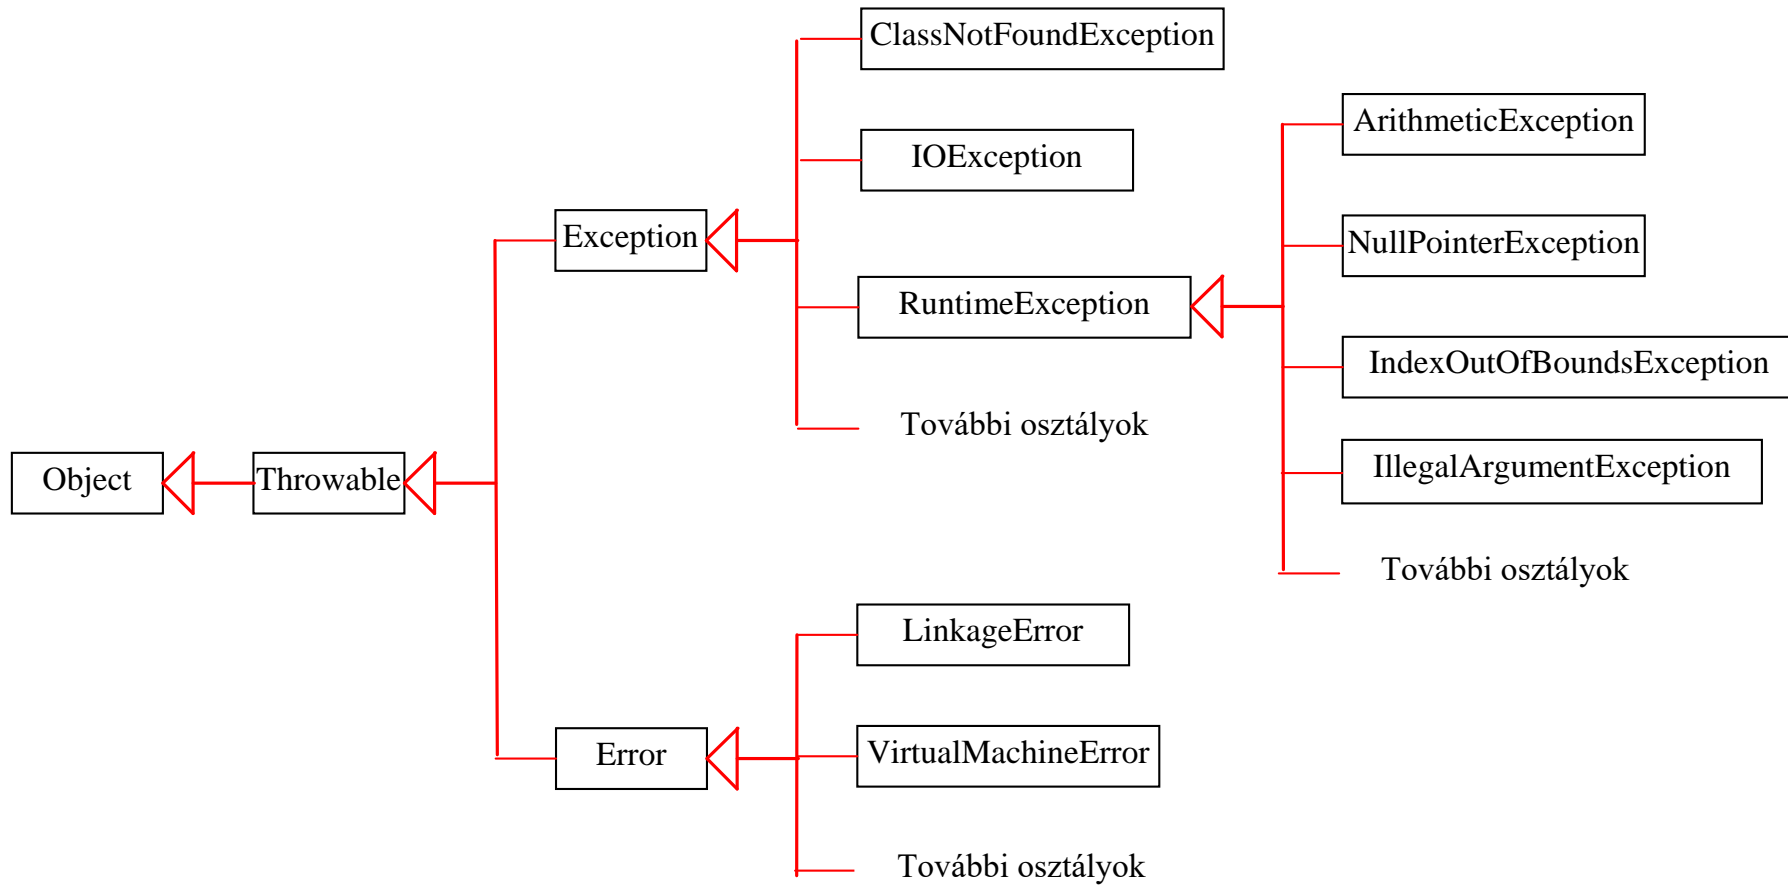 ClassNotFoundException
ArithmeticException
IOException
Exception
NullPointerException
RuntimeException
IndexOutOfBoundsException
További osztályok
Object
Throwable
IllegalArgumentException
További osztályok
LinkageError
Error
VirtualMachineError
További osztályok